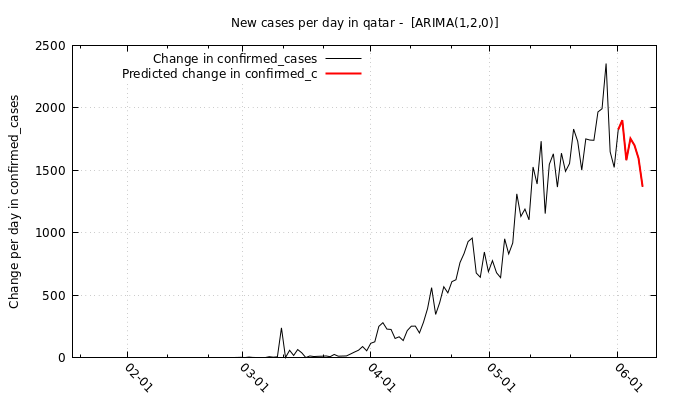 New cases per day in qatar -  [ARIMA(1,2,0)]
Change in confirmed_cases
Predicted change in confirmed_c
Change per day in confirmed_cases
2500
2000
1500
1000
500
0
02-01
03-01
04-01
05-01
06-01